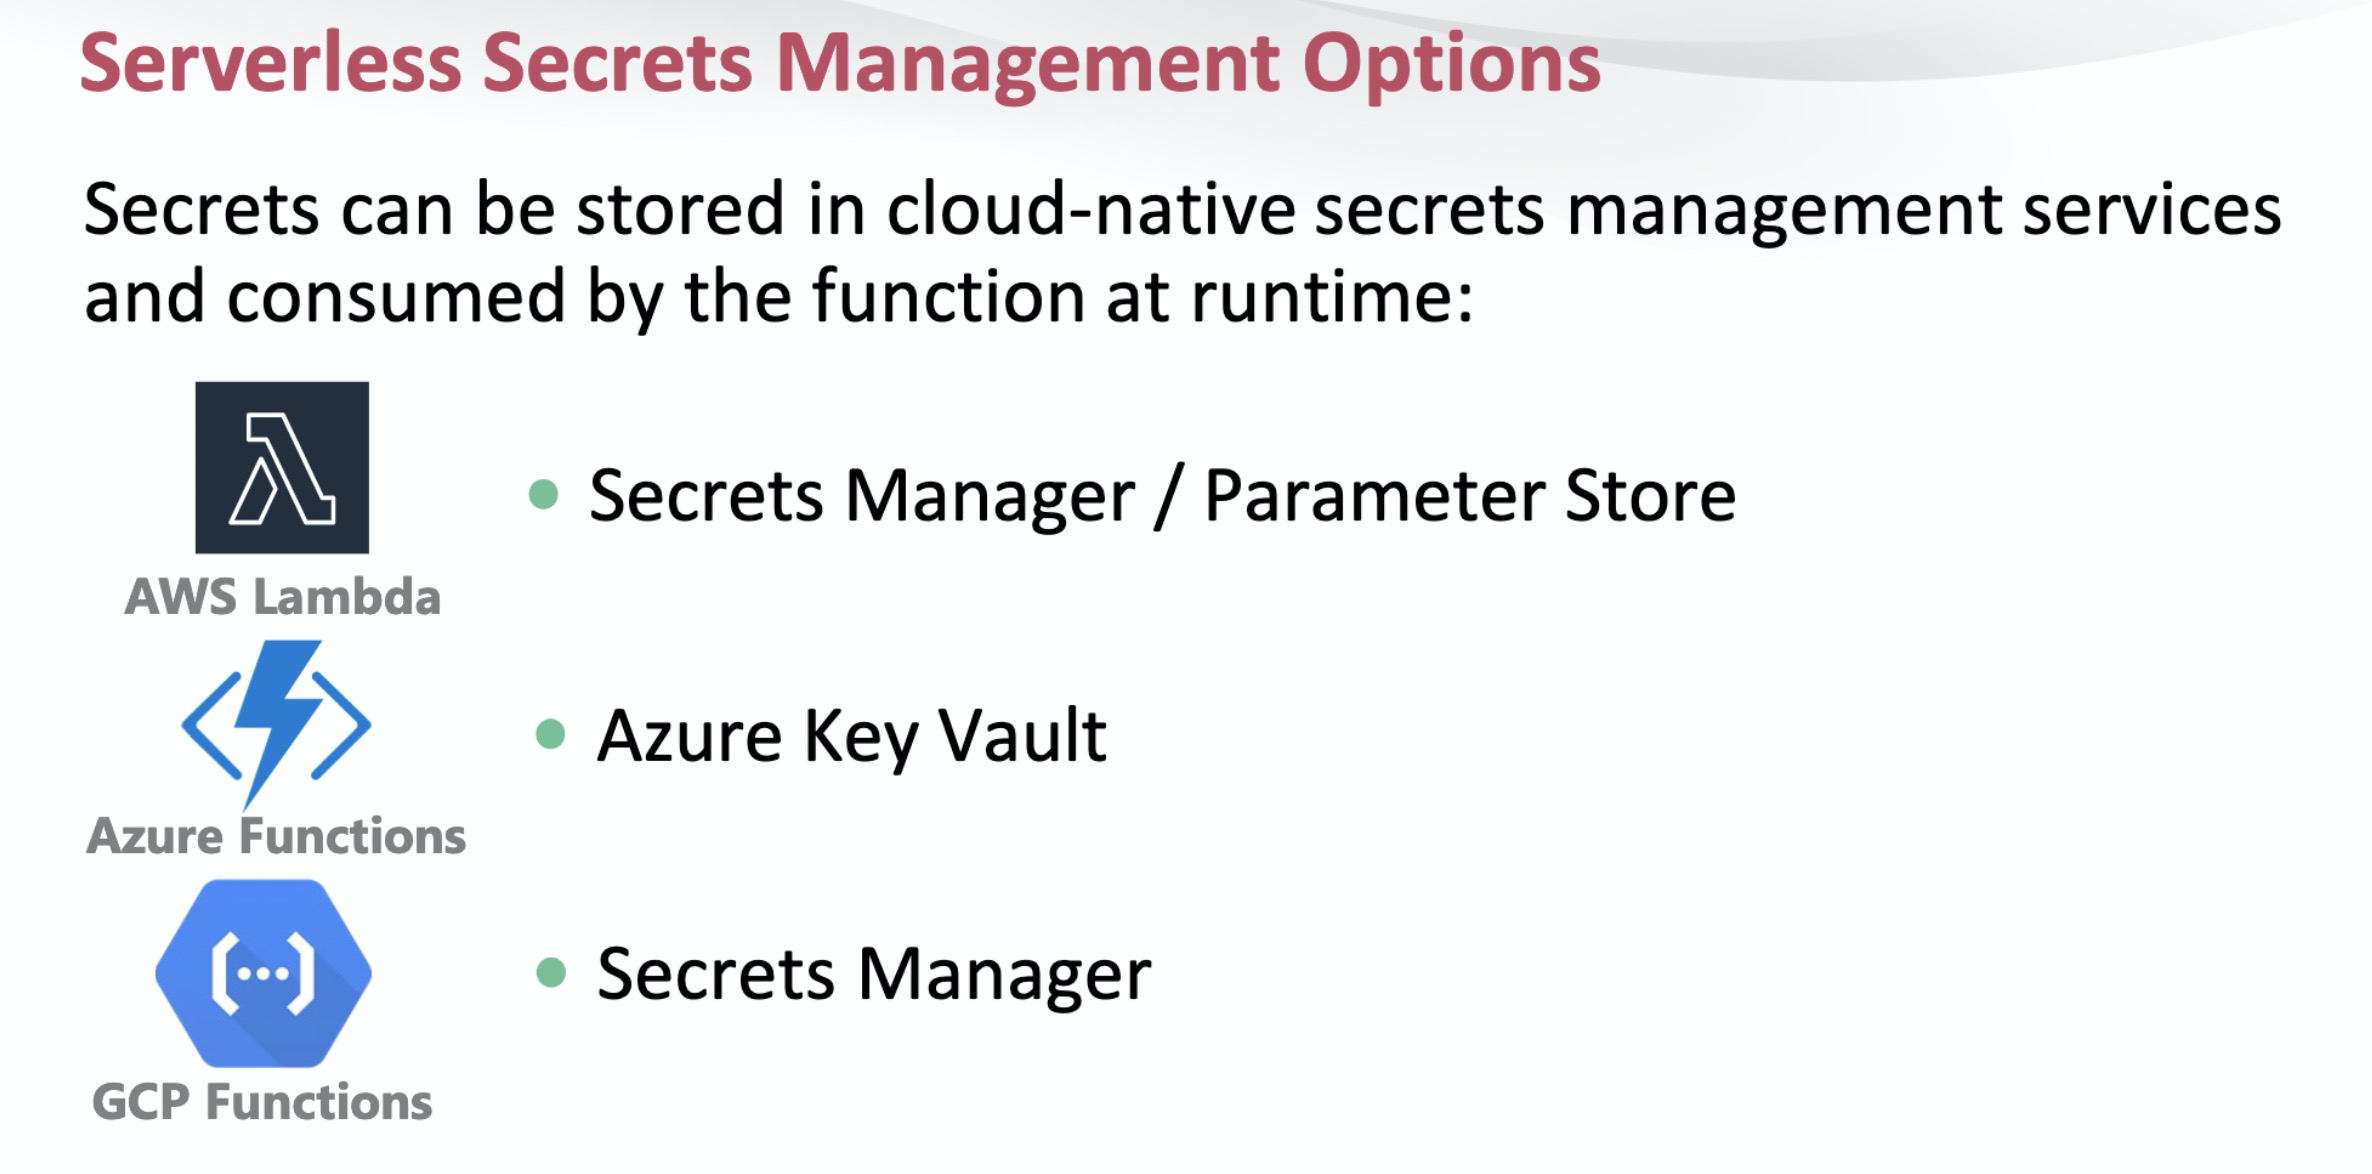 Serverless Secrets Management Options
Secrets can be stored in cloud-native secrets management services
and consumed by the function at runtime:
• Secrets Manager / Parameter Store
AWS Lambda
• Azure Key Vault
Azure Functions
• Secrets Manager
GCP Functions